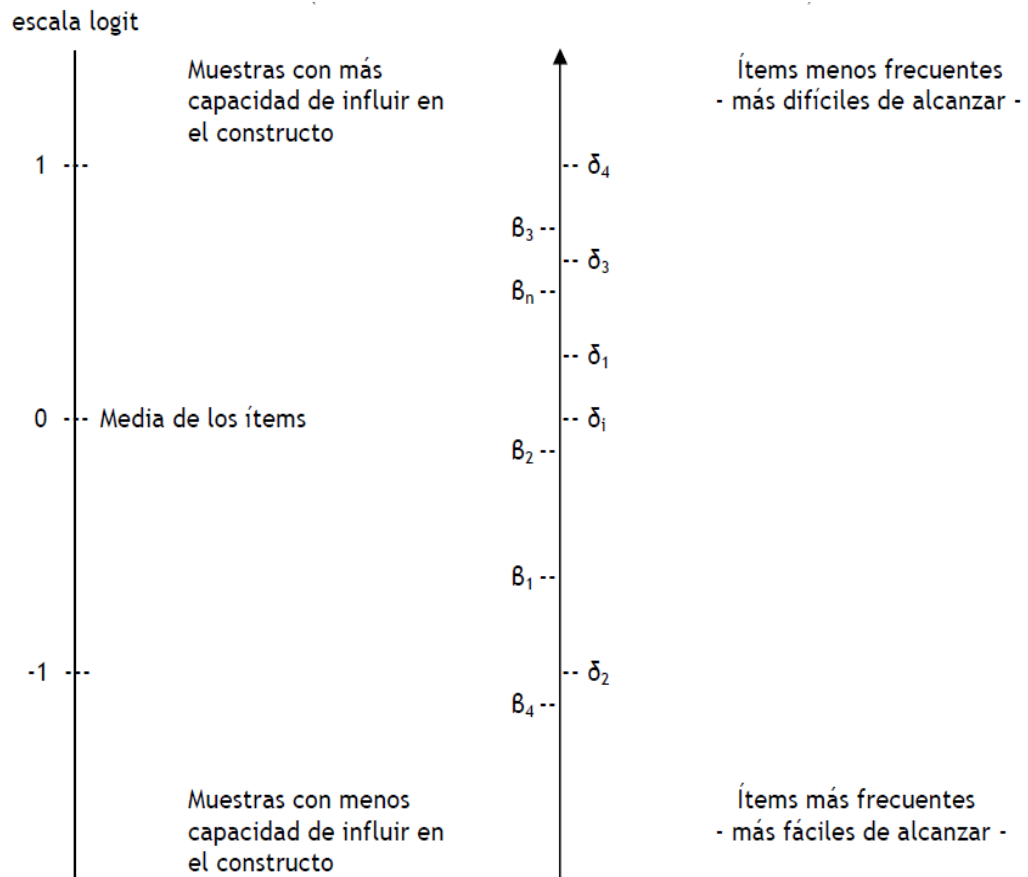 escala logit
Muestras con más
capacidad de influir en
el constructo
Ítems menos frecuentes
- más difíciles de alcanzar -
1
δ4
β3
δ3
βn
δ1
0 Media de los ítems
δi
β2
β1
-1
δ2
β4
Muestras con menos
capacidad de influir en
el constructo
Ítems más frecuentes
- más fáciles de alcanzar -